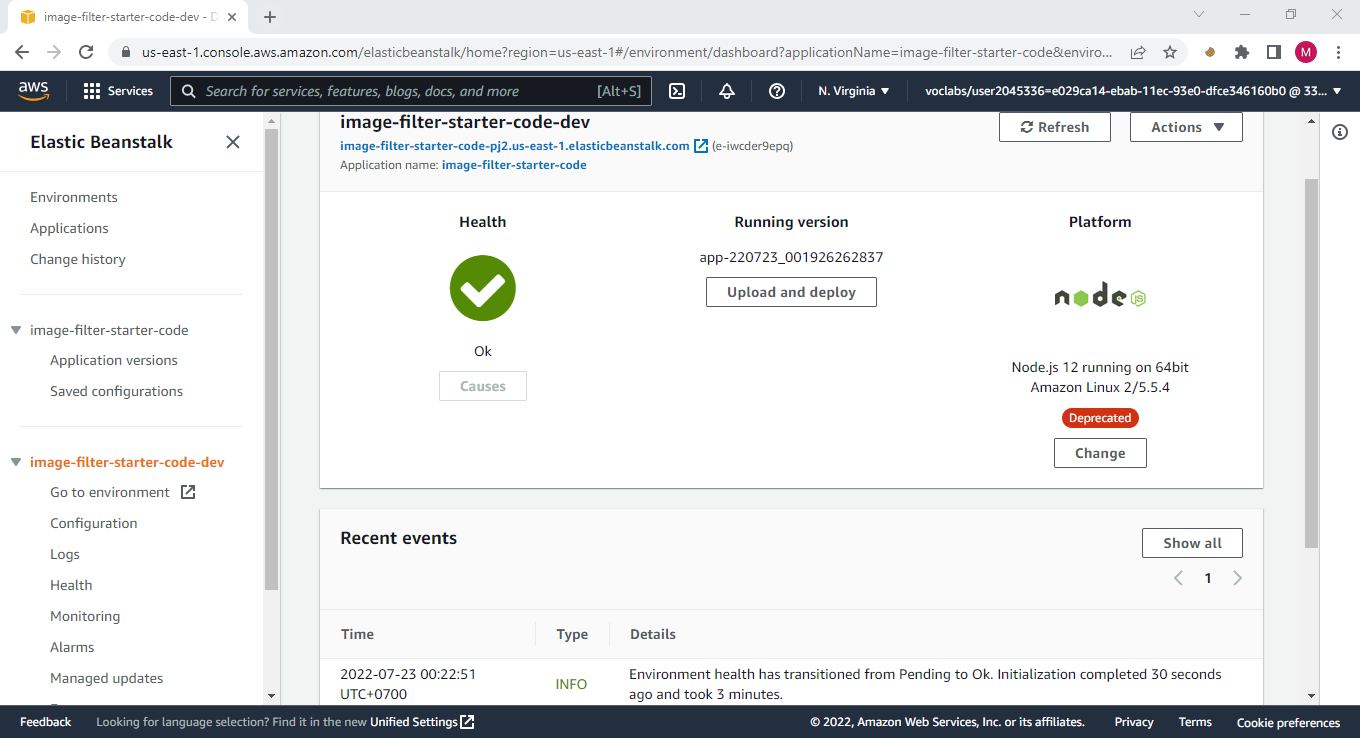 image-filter-starter-code-dev - D
us-east-1.console.aws.amazon.com/elasticbeanstalk/home?region=us-east-1#/environment/dashboard?applicationName=image-filter-starter-code&enviro...
M
aws
Services
Search for services, features, blogs, docs, and more [Alt+S]
N. Virginia
voclabs/user2045336=e029ca14-ebab-11ec-93e0-dfce346160b0 @ 33...
Elastic Beanstalk
Environments
Applications
Change history
image-filter-starter-code
Application versions
Saved configurations
image-filter-starter-code-dev
Go to environment
Configuration
Logs
Health
Monitoring
Alarms
Managed updates
image-filter-starter-code-dev
image-filter-starter-code-pj2.us-east-1.elasticbeanstalk.com (e-iwcder9epq)
Application name: image-filter-starter-code
Refresh
Actions
Health
Ok
Causes
Running version
app-220723_001926262837
Upload and deploy
Platform
node JS
Node.js 12 running on 64bit
Amazon Linux 2/5.5.4
Deprecated
Change
Recent events
Show all
1
Time Type Details
2022-07-23 00:22:51
UTC+0700
INFO
Environment health has transitioned from Pending to Ok. Initialization completed 30 seconds
ago and took 3 minutes.
Feedback
Looking for language selection? Find it in the new Unified Settings
© 2022, Amazon Web Services, Inc. or its affiliates.
Privacy
Terms
Cookie preferences